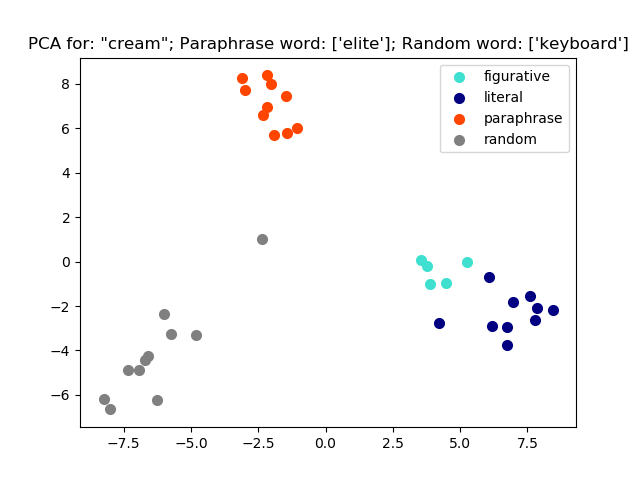 PCA for: "cream"; Paraphrase word: ['elite']; Random word: ['keyboard']
figurative
literal
paraphrase
random
8
6
4
2
0
−2
−4
−6
−7.5 −5.0 −2.5 0.0 2.5 5.0 7.5